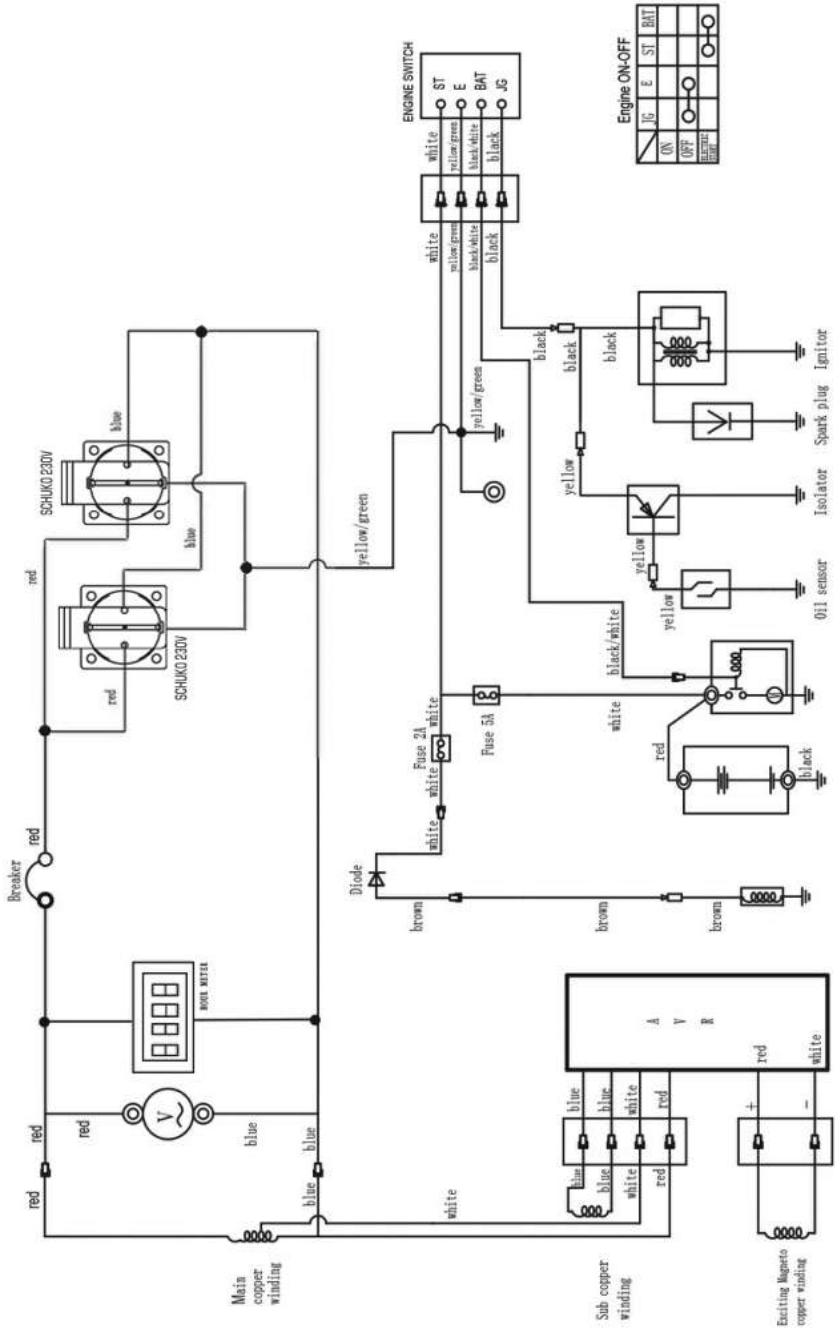 Breaker
red
red
red
red
red
red
SCHUKO 230V
SCHUKO 230V
blue
blue
HOUR METER
V
blue
blue
blue
Main
copper
winding
white
yellow/green
ENGINE SWITCH
ST
E
BAT
JG
white
yellow/green
black/white
black
white
yellow/green
black/white
black
yellow/green
Engine ON-OFF
JG
E
ST
BAT
ON
OFF
ELECTRIC
START
Diode
white
white
Fuse 2A
white
Fuse 5A
white
brown
brown
brown
red
black
black/white
M
yellow
yellow
yellow
black
black
black
Oil sensor
Isolator
Spark plug
Ignitor
Sub copper
winding
blue
blue
white
red
blue
blue
white
red
A V R
red
white
+
-
Exciting Magneto
copper winding